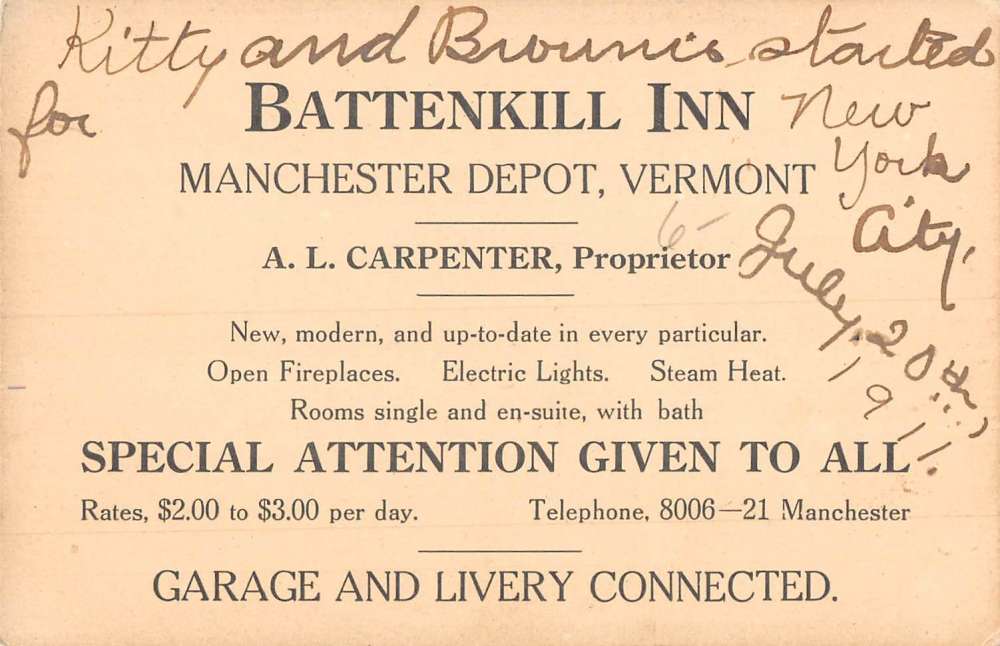 Kitty and Brownie started
for New
York
City,
July 20th,
1911.
BATTENKILL INN
MANCHESTER DEPOT, VERMONT
A. L. CARPENTER, Proprietor
New, modern, and up-to-date in every particular.
Open Fireplaces. Electric Lights. Steam Heat.
Rooms single and en-suite, with bath
SPECIAL ATTENTION GIVEN TO ALL
Rates, $2.00 to $3.00 per day. Telephone, 8006—21 Manchester
GARAGE AND LIVERY CONNECTED.